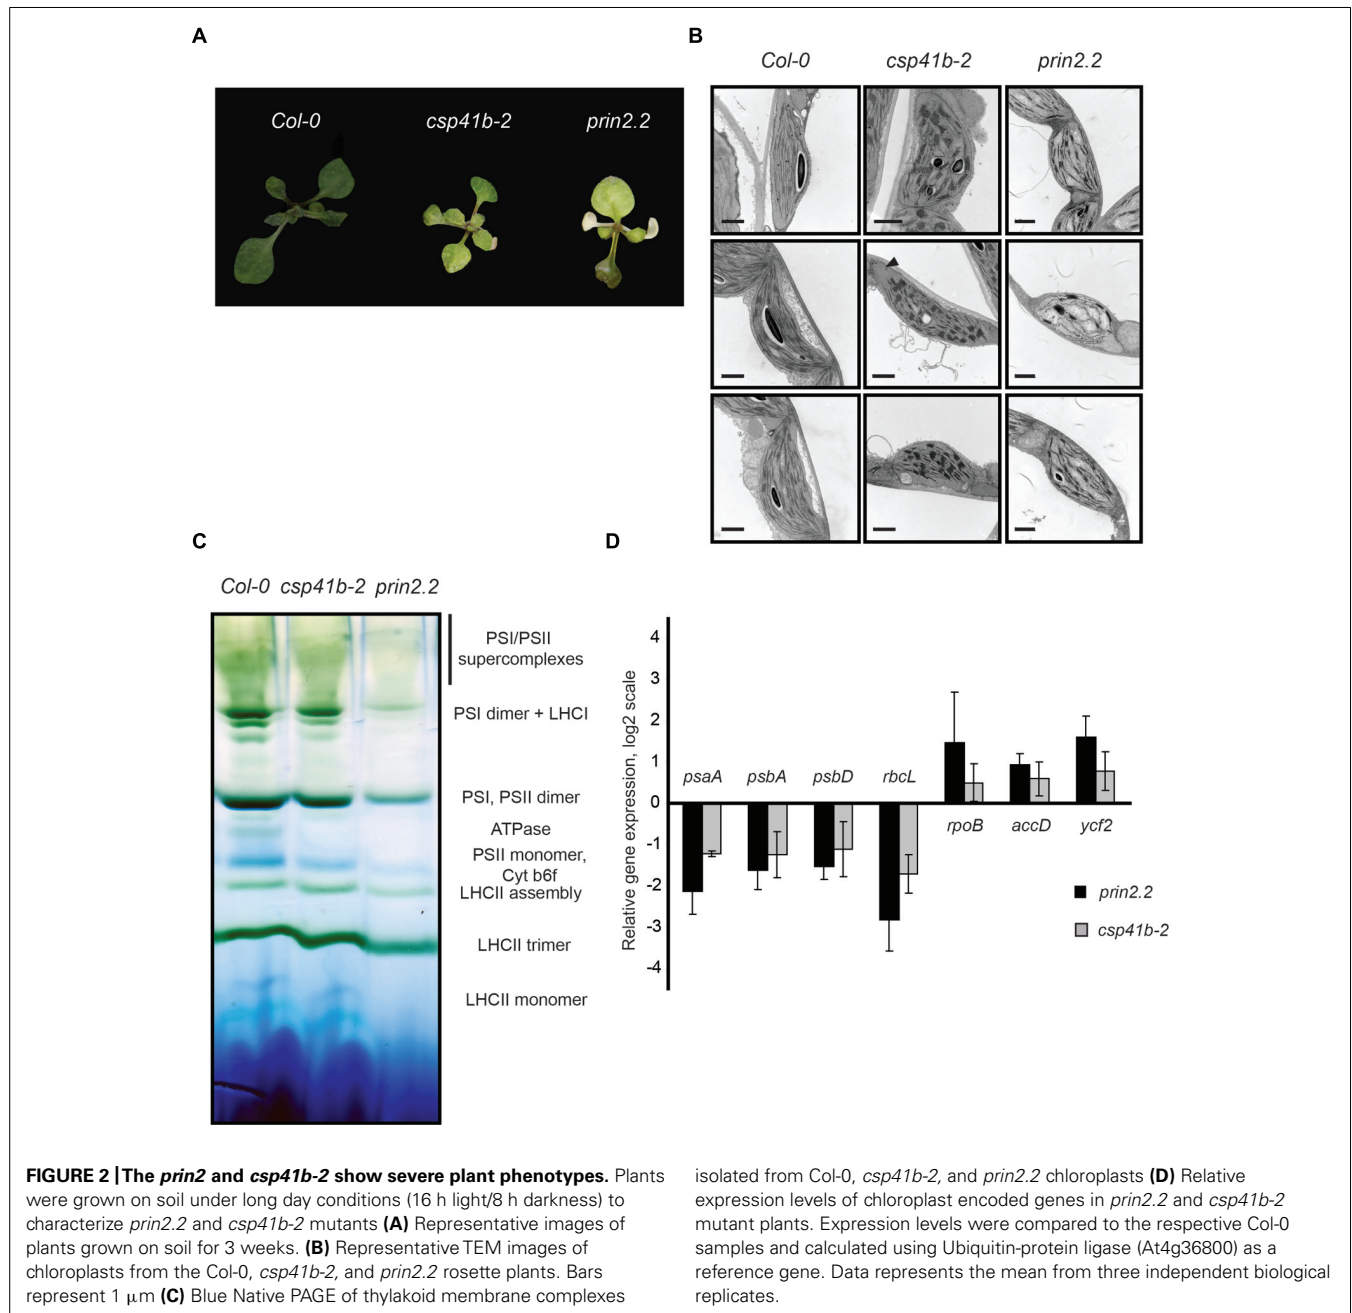 A
Col-0 csp41b-2 prin2.2
B
Col-0 csp41b-2 prin2.2
C
Col-0 csp41b-2 prin2.2
PSI/PSII
supercomplexes
PSI dimer + LHCI
PSI, PSII dimer
ATPase
PSII monomer,
Cyt b6f
LHCII assembly
LHCII trimer
LHCII monomer
D
Relative gene expression, log2 scale
4
3
2
1
0
-1
-2
-3
-4
psaA psbA psbD rbcL
rpoB accD ycf2
prin2.2
csp41b-2
FIGURE 2 | The prin2 and csp41b-2 show severe plant phenotypes. Plants
were grown on soil under long day conditions (16 h light/8 h darkness) to
characterize prin2.2 and csp41b-2 mutants (A) Representative images of
plants grown on soil for 3 weeks. (B) Representative TEM images of
chloroplasts from the Col-0, csp41b-2, and prin2.2 rosette plants. Bars
represent 1 μm (C) Blue Native PAGE of thylakoid membrane complexes
isolated from Col-0, csp41b-2, and prin2.2 chloroplasts (D) Relative
expression levels of chloroplast encoded genes in prin2.2 and csp41b-2
mutant plants. Expression levels were compared to the respective Col-0
samples and calculated using Ubiquitin-protein ligase (At4g36800) as a
reference gene. Data represents the mean from three independent biological
replicates.